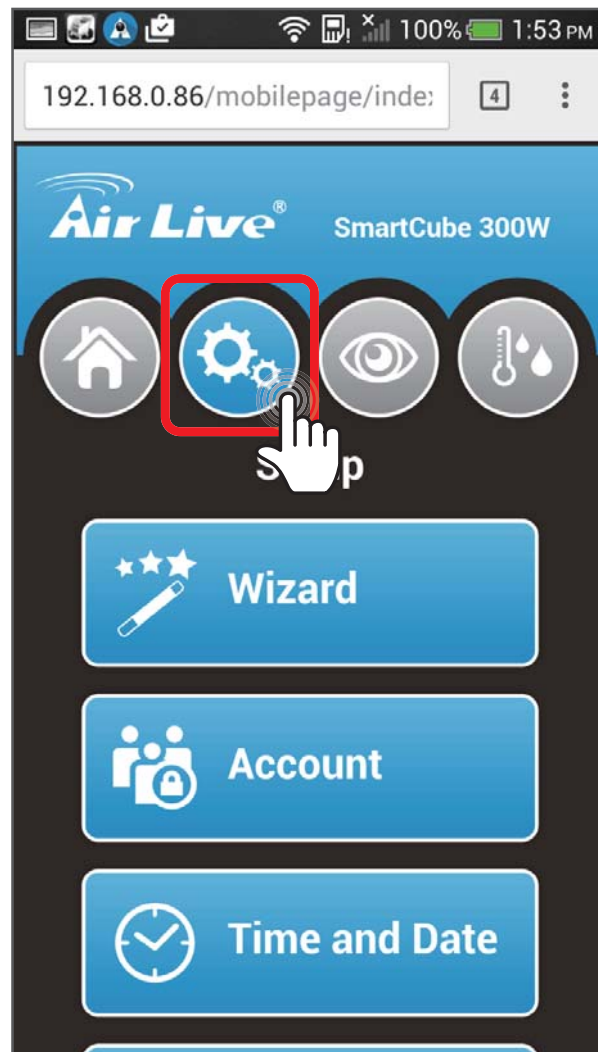 100% 1:53 PM
192.168.0.86/mobilepage/inde
4
Air Live® SmartCube 300W
Wizard
Account
Time and Date